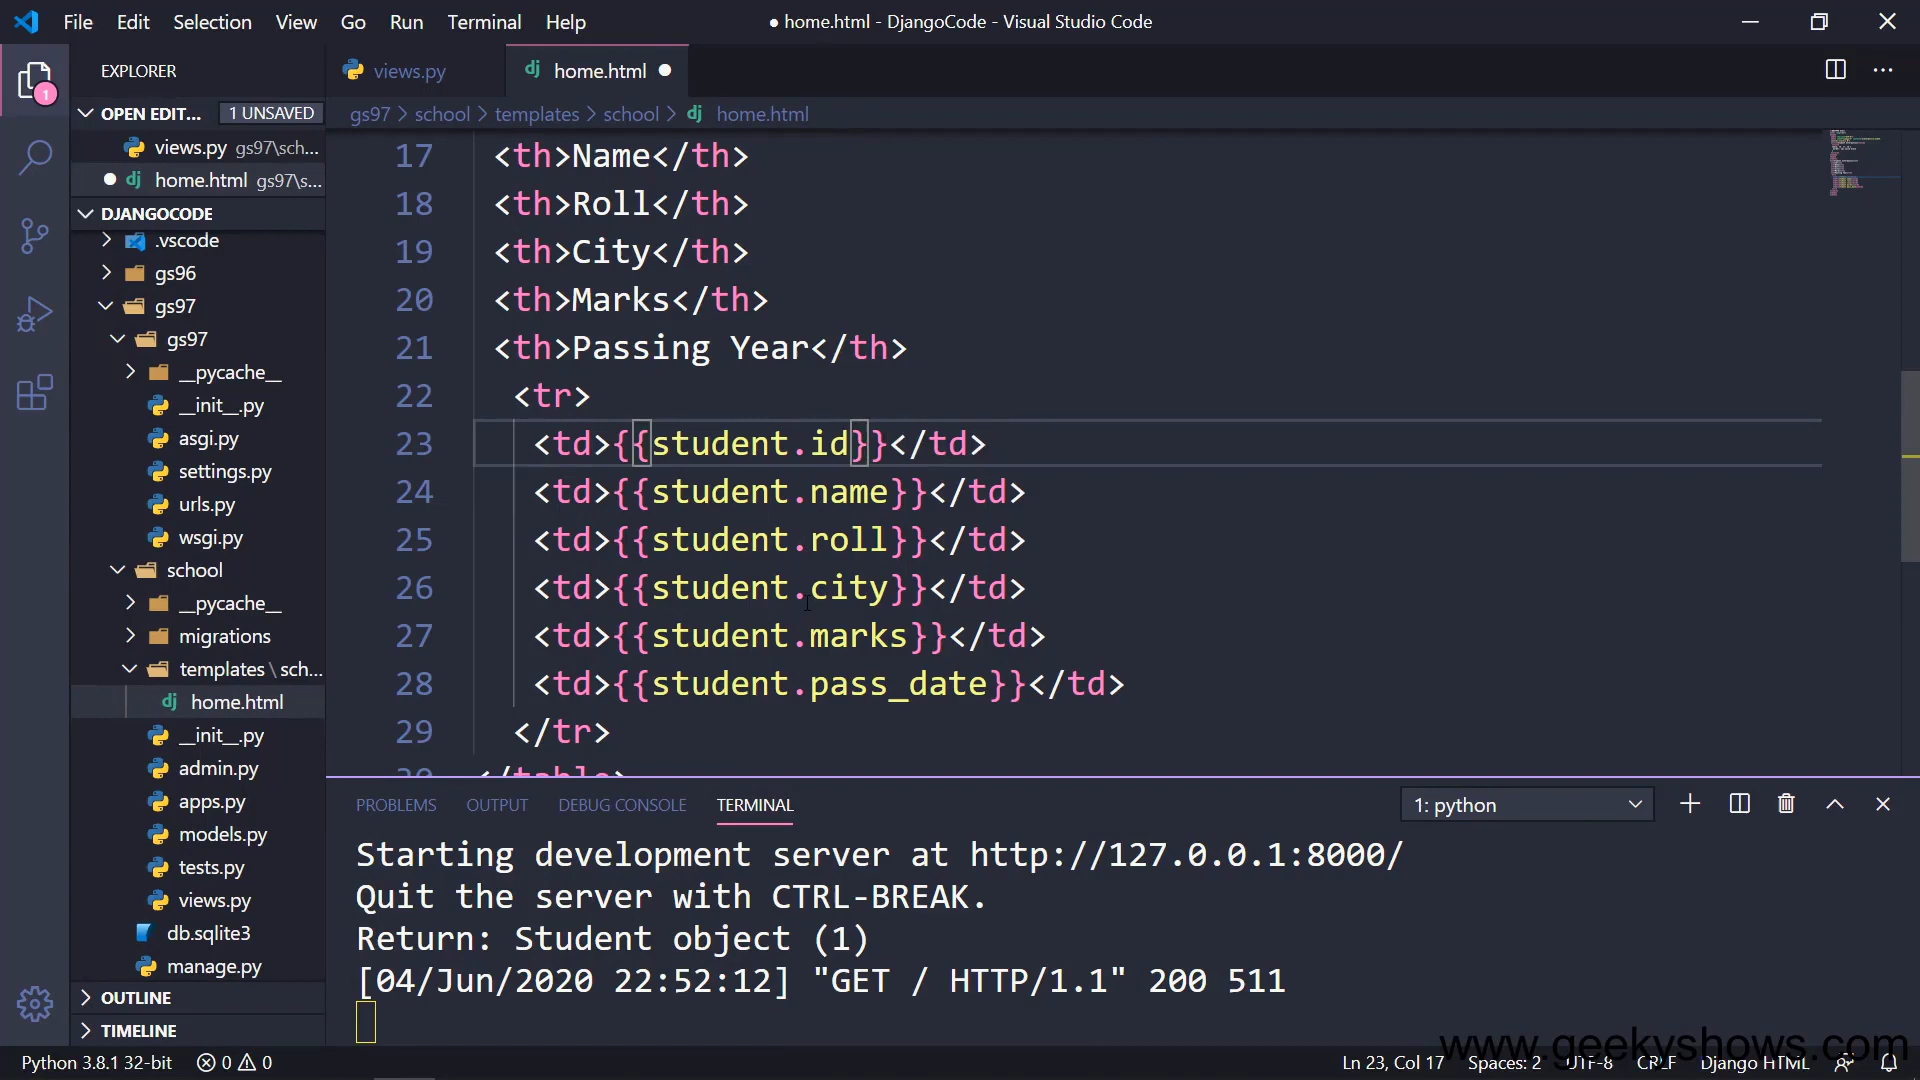 File Edit Selection View Go Run Terminal Help
● home.html - DjangoCode - Visual Studio Code
EXPLORER
1
OPEN EDIT... 1 UNSAVED
views.py gs97\sch...
● home.html gs97\s...
DJANGOCODE
.vscode
gs96
gs97
gs97
__pycache__
__init__.py
asgi.py
settings.py
urls.py
wsgi.py
school
__pycache__
migrations
templates \ sch...
home.html
__init__.py
admin.py
apps.py
models.py
tests.py
views.py
db.sqlite3
manage.py
OUTLINE
TIMELINE
views.py home.html ●
gs97 > school > templates > school > home.html
17 <th>Name</th>
18 <th>Roll</th>
19 <th>City</th>
20 <th>Marks</th>
21 <th>Passing Year</th>
22 <tr>
23 <td>{{student.id}}</td>
24 <td>{{student.name}}</td>
25 <td>{{student.roll}}</td>
26 <td>{{student.city}}</td>
27 <td>{{student.marks}}</td>
28 <td>{{student.pass_date}}</td>
29 </tr>
30 </table>
PROBLEMS OUTPUT DEBUG CONSOLE TERMINAL 1: python
Starting development server at http://127.0.0.1:8000/
Quit the server with CTRL-BREAK.
Return: Student object (1)
[04/Jun/2020 22:52:12] "GET / HTTP/1.1" 200 511
www.geekyshows.com
Python 3.8.1 32-bit 0 0 Ln 23, Col 17 Spaces: 2 UTF-8 CRLF Django HTML